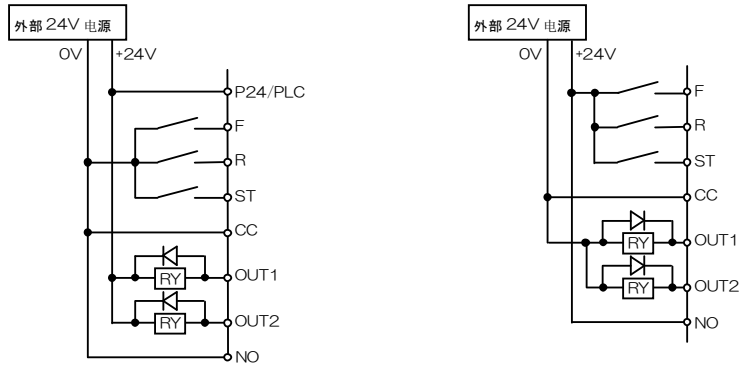 外部 24V 电源
0V
+24V
P24/PLC
F
R
ST
CC
OUT1
RY
OUT2
RY
NO
外部 24V 电源
0V
+24V
F
R
ST
CC
OUT1
RY
OUT2
RY
NO